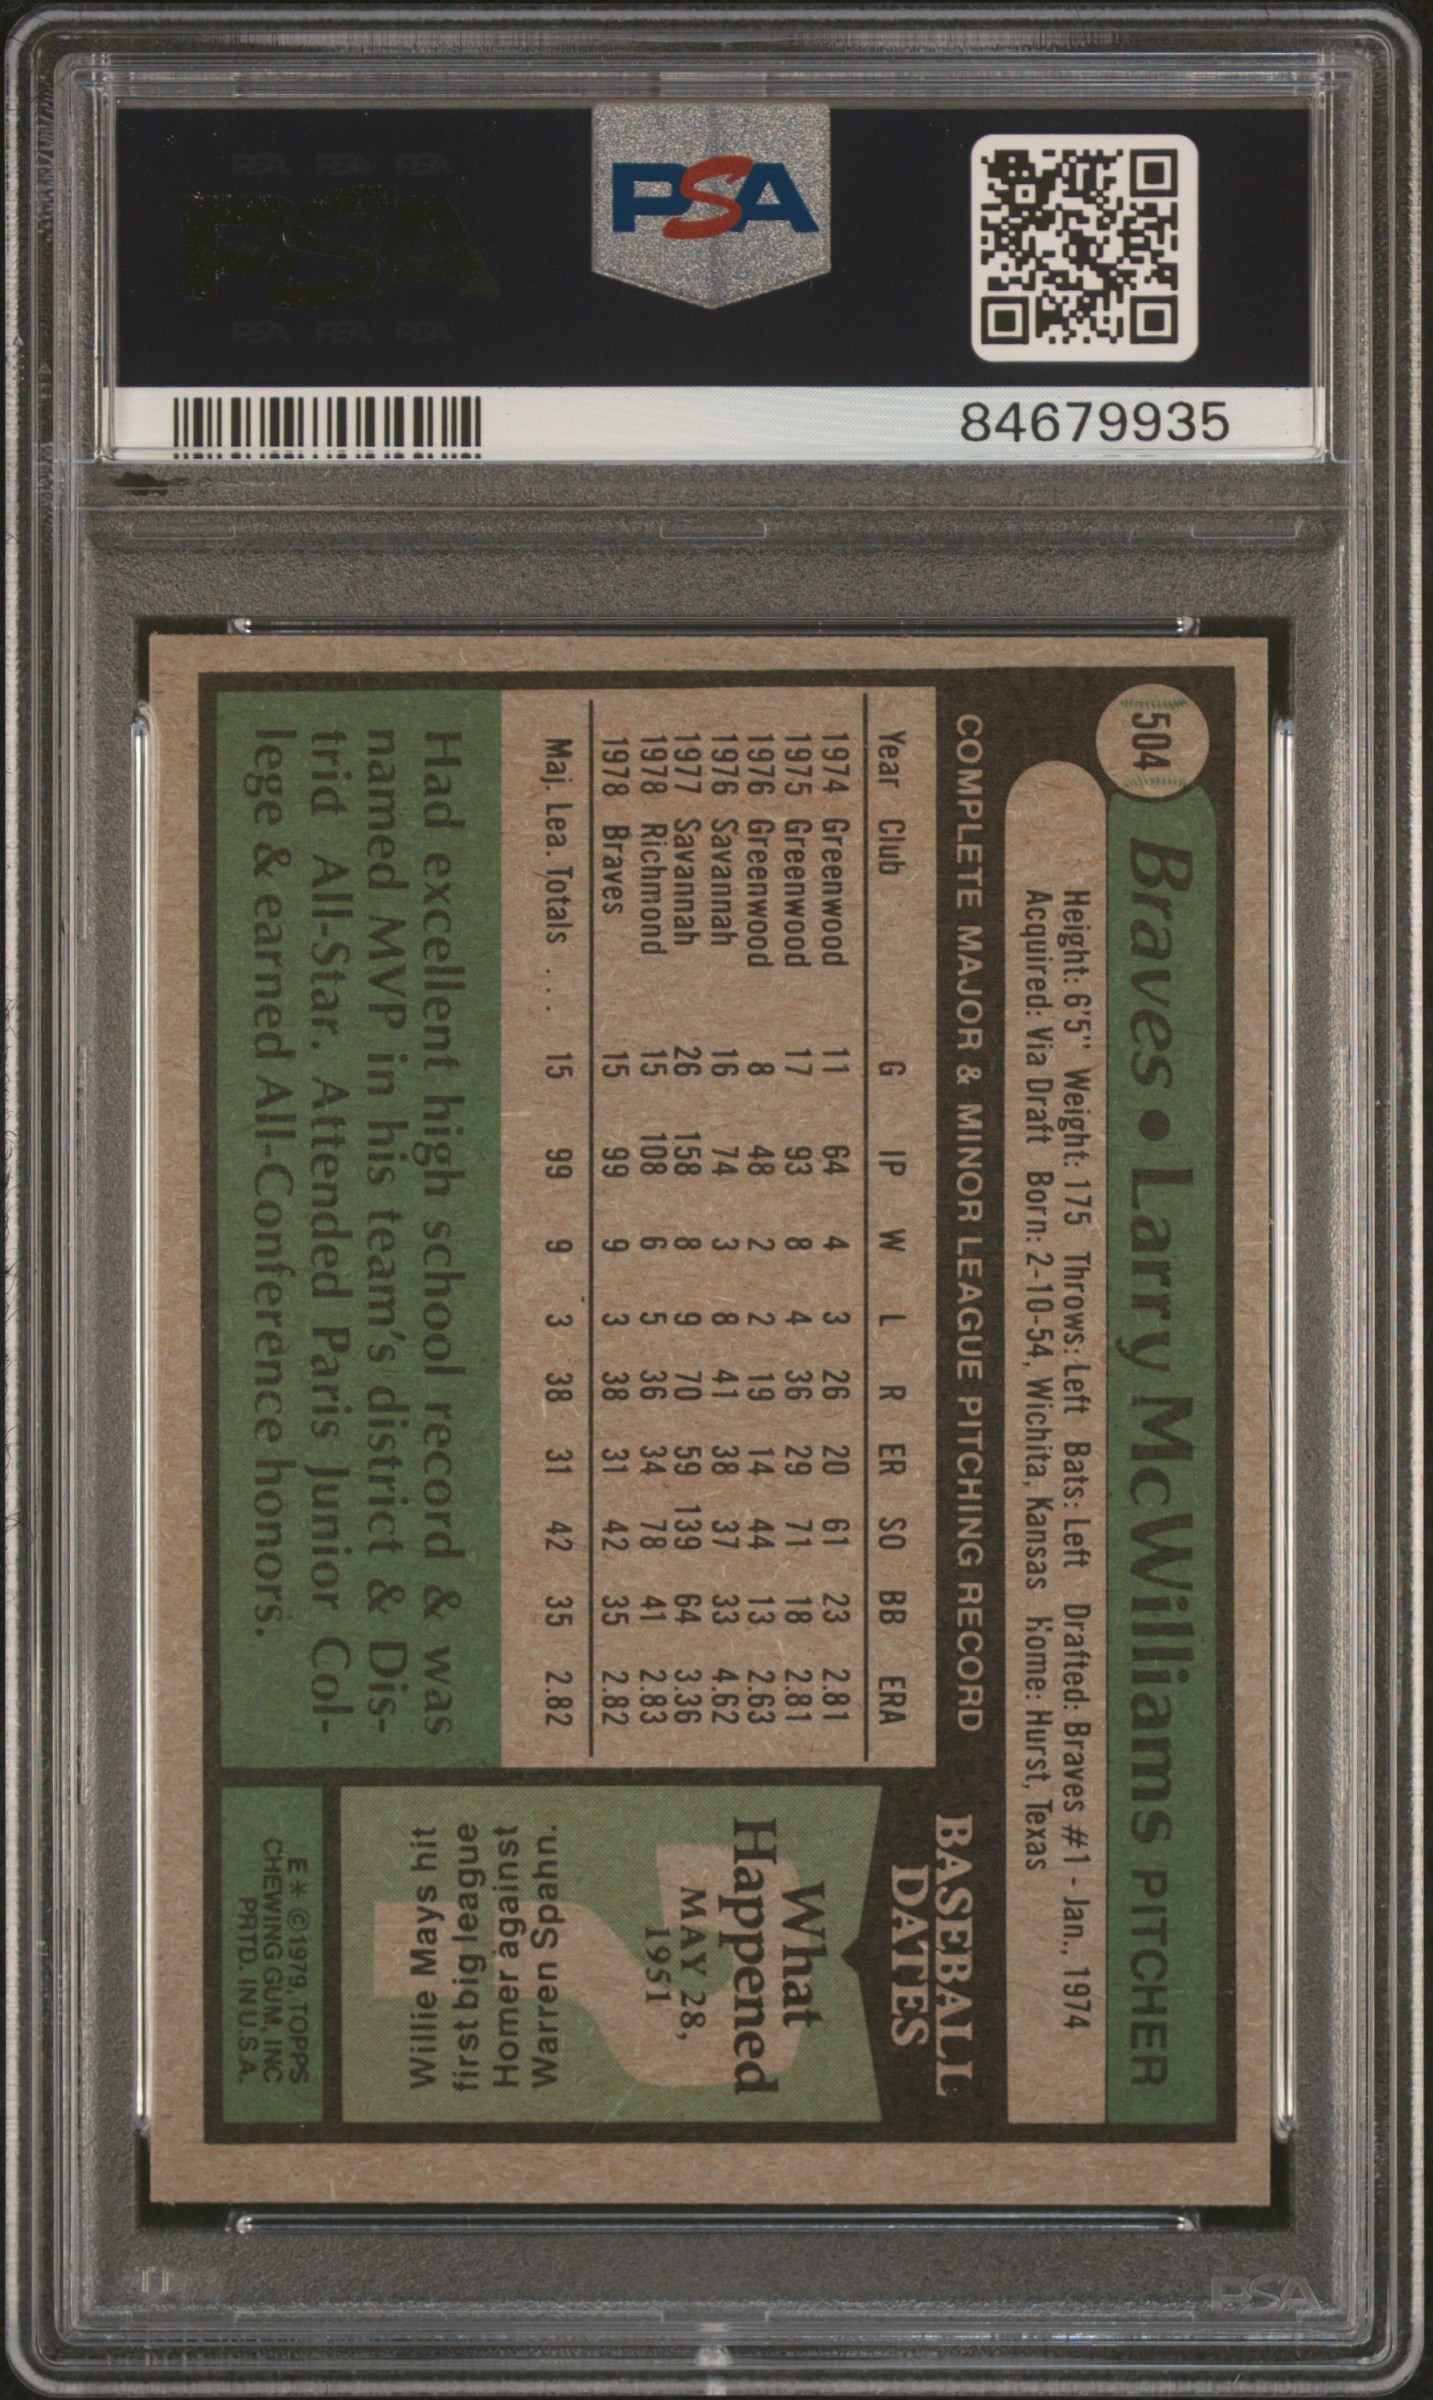 PSA PSA PSA
PSA
PSA PSA PSA
PSA
84679935
504
Braves • Larry McWilliams PITCHER
Height: 6'5" Weight: 175 Throws: Left Bats: Left Drafted: Braves #1 - Jan., 1974
Acquired: Via Draft Born: 2-10-54, Wichita, Kansas Home: Hurst, Texas
COMPLETE MAJOR & MINOR LEAGUE PITCHING RECORD
Year Club G IP W L R ER SO BB ERA
1974 Greenwood 11 64 4 3 26 20 61 23 2.81
1975 Greenwood 17 93 8 4 36 29 71 18 2.81
1976 Greenwood 8 48 2 2 19 14 44 13 2.63
1976 Savannah 16 74 3 8 41 38 37 33 4.62
1977 Savannah 26 158 8 9 70 59 139 64 3.36
1978 Richmond 15 108 6 5 36 34 78 41 2.83
1978 Braves 15 99 9 3 38 31 42 35 2.82
Maj. Lea. Totals . . . 15 99 9 3 38 31 42 35 2.82
Had excellent high school record & was
named MVP in his team's district & Dis-
trid All-Star. Attended Paris Junior Col-
lege & earned All-Conference honors.
BASEBALL
DATES
What
Happened
MAY 28,
1951
?
Willie Mays hit
first big league
Homer against
Warren Spahn.
E * © 1979, TOPPS
CHEWING GUM, INC
PRTD. IN U.S.A.
PSA